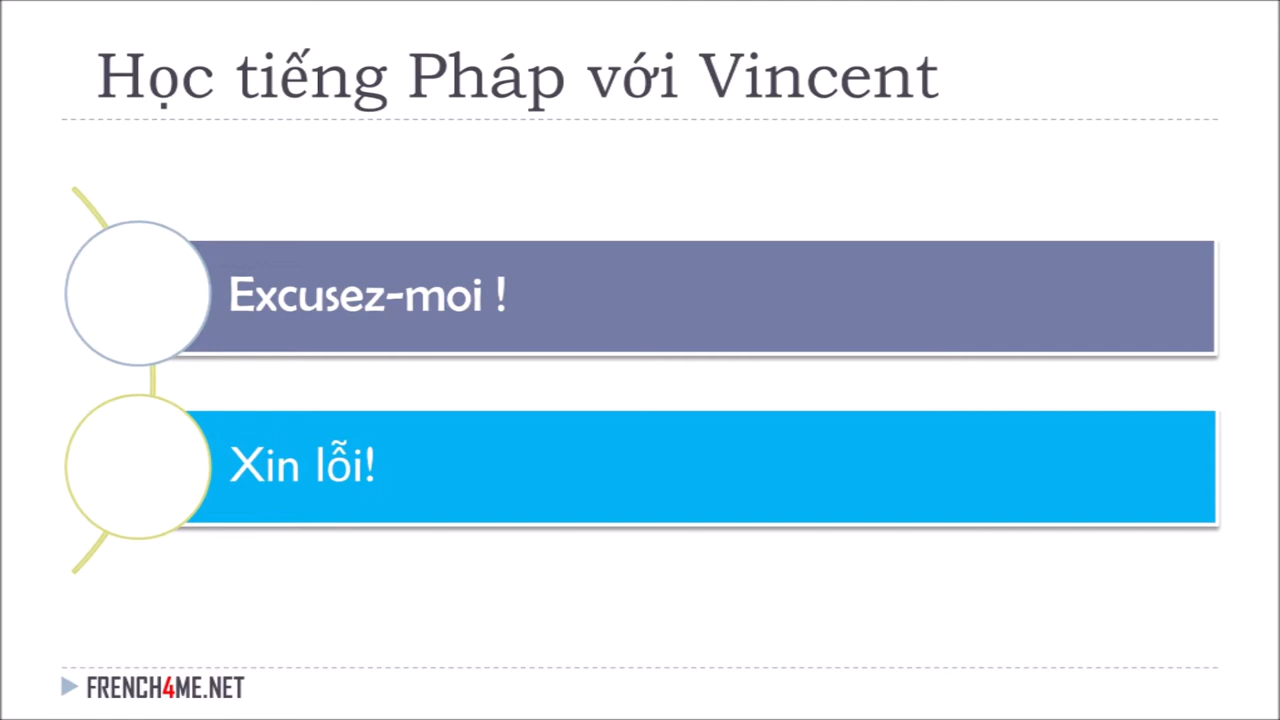 Học tiếng Pháp với Vincent
Excusez-moi !
Xin lỗi!
FRENCH4ME.NET